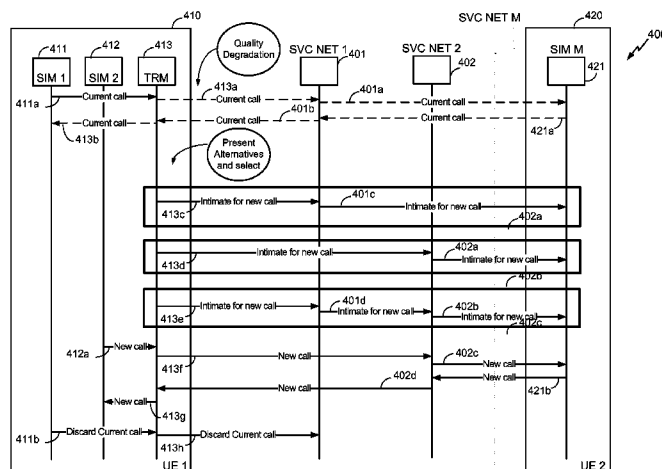 410
SVC NET M
420
400
411
412
413
Quality
Degradation
SVC NET 1
401
SVC NET 2
402
SIM M
421
SIM 1
SIM 2
TRM
411a
Current call
413a
Current call
401a
Current call
Current call
413b
Current call
401b
Current call
421a
Present
Alternatives
and select
Intimate for new call
413c
401c
Intimate for new call
402a
Intimate for new call
413d
402a
Intimate for new call
402b
Intimate for new call
413e
401d
Intimate for new call
402b
Intimate for new call
402c
New call
412a
413f
New call
402c
New call
New call
402d
New call
421b
New call
413g
411b
Discard Current call
Discard Current call
413h
UE 1
UE 2